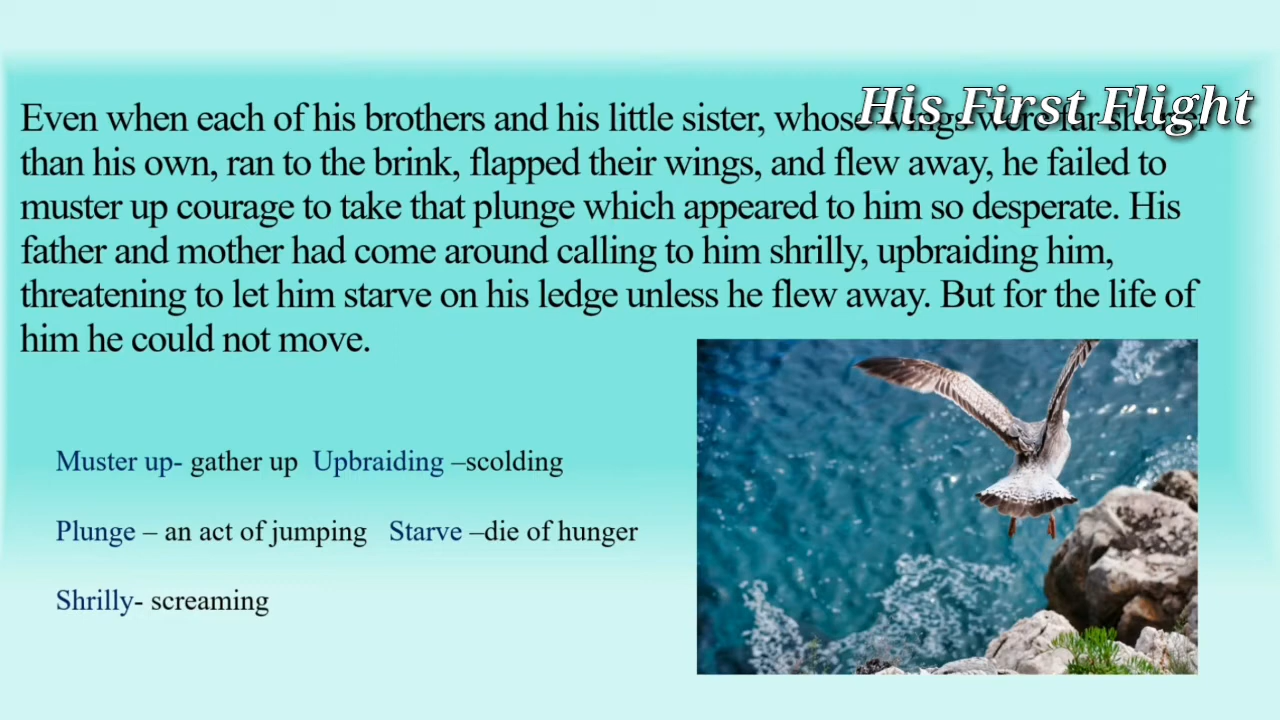 His First Flight
Even when each of his brothers and his little sister, whose wings were far shorter
than his own, ran to the brink, flapped their wings, and flew away, he failed to
muster up courage to take that plunge which appeared to him so desperate. His
father and mother had come around calling to him shrilly, upbraiding him,
threatening to let him starve on his ledge unless he flew away. But for the life of
him he could not move.
Muster up- gather up Upbraiding –scolding
Plunge – an act of jumping Starve –die of hunger
Shrilly- screaming